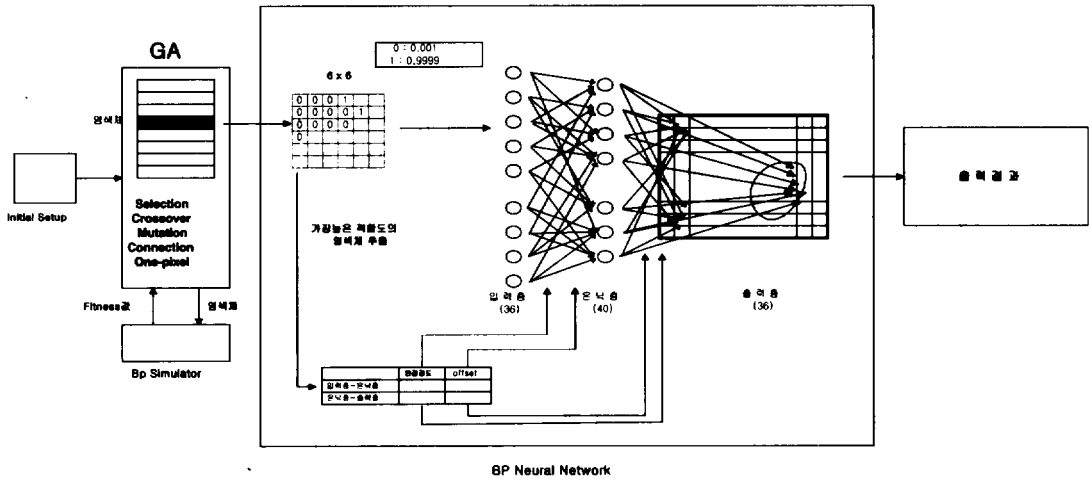 GA
염색체
Initial Setup
Selection
Crossover
Mutation
Connection
One-pixel
Fitness값
염색체
Bp Simulator
0 : 0.001
1 : 0.9999
6 x 6
0 0 0 1
0 0 0 0 1
0 0 0 0
0
가장높은 적합도의
염색체 추출
입력층
(36)
은닉층
(40)
출력층
(36)
연결강도 offset
입력층-은닉층
은닉층-출력층
출력결과
BP Neural Network